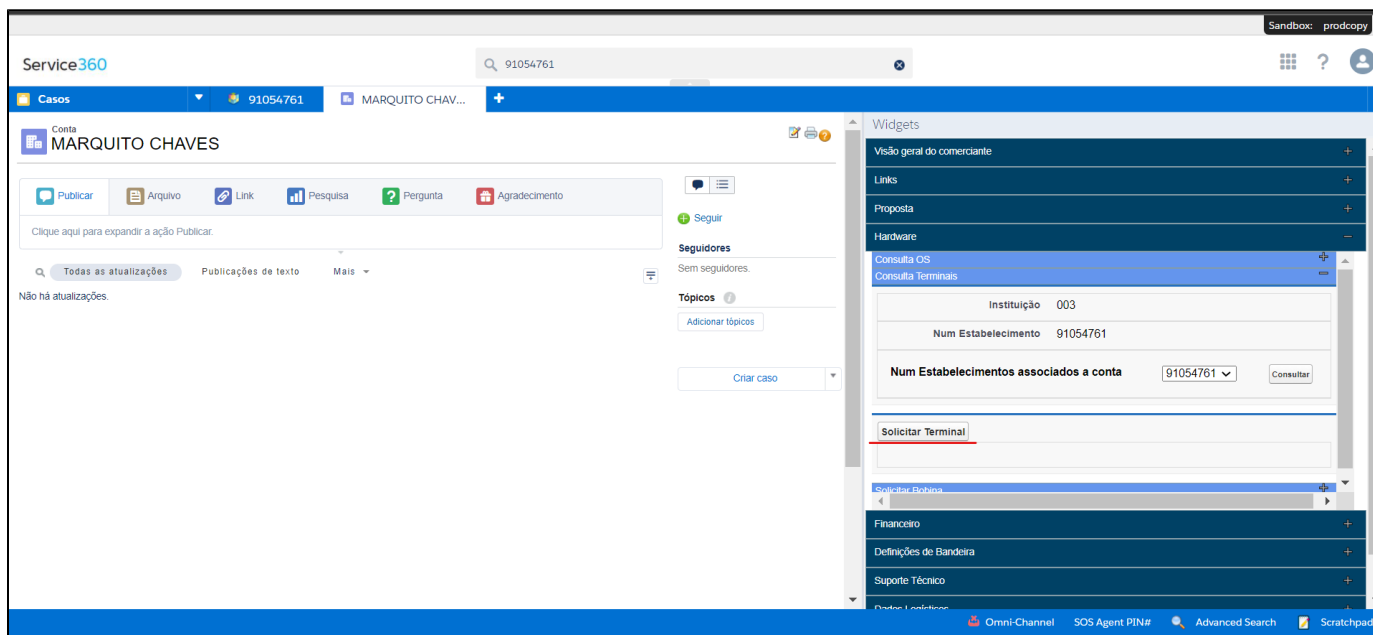 Sandbox: prodcopy
Service360
91054761
?
Casos
91054761
MARQUITO CHAV...
Conta
MARQUITO CHAVES
Publicar
Arquivo
Link
Pesquisa
Pergunta
Agradecimento
Clique aqui para expandir a ação Publicar.
Todas as atualizações
Publicações de texto
Mais
Não há atualizações.
Seguir
Seguidores
Sem seguidores.
Tópicos
Adicionar tópicos
Criar caso
Widgets
Visão geral do comerciante
Links
Proposta
Hardware
Consulta OS
Consulta Terminais
Instituição 003
Num Estabelecimento 91054761
Num Estabelecimentos associados a conta 91054761 Consultar
Solicitar Terminal
Solicitar Bobina
Financeiro
Definições de Bandeira
Suporte Técnico
Dados Logísticos
Omni-Channel SOS Agent PIN# Advanced Search Scratchpad